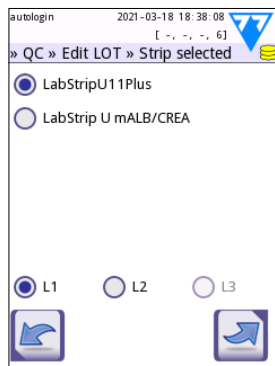 autologin 2021-03-18 18:38:08
[ -, -, -, 6]
» QC » Edit LOT » Strip selected
LabStripU11Plus
LabStrip U mALB/CREA
L1 L2 L3